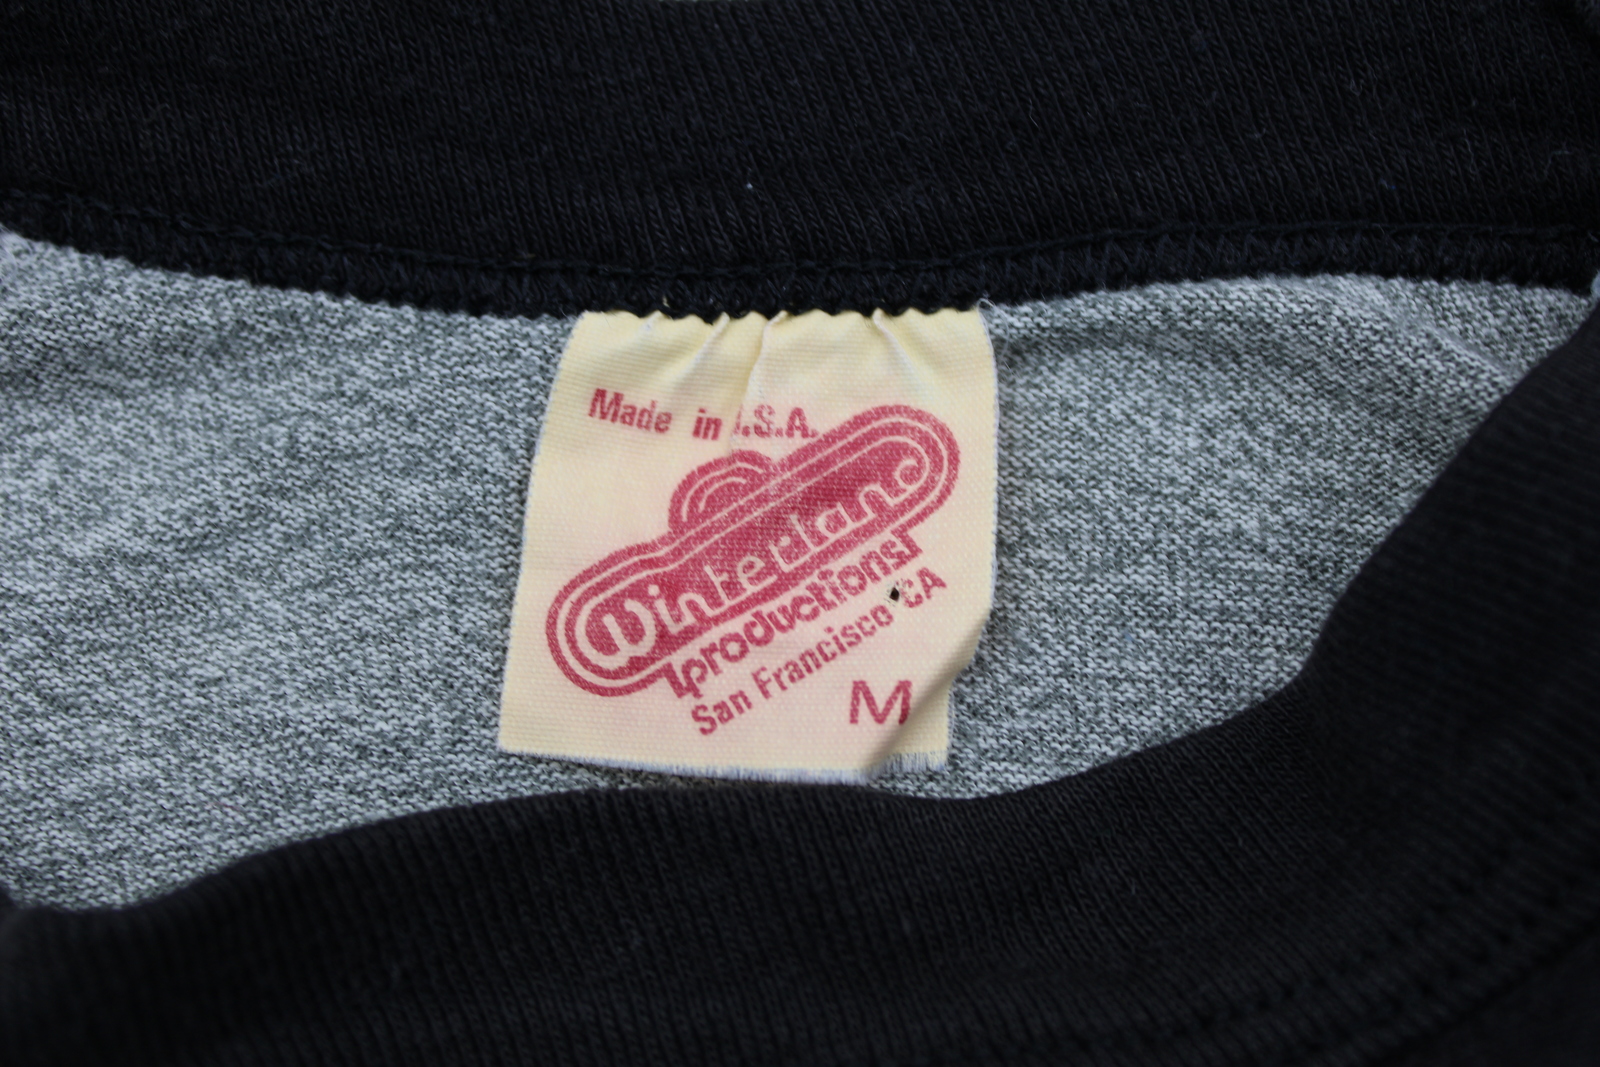 Made in .S.A.
Winterland
productions
San Francisco CA
M